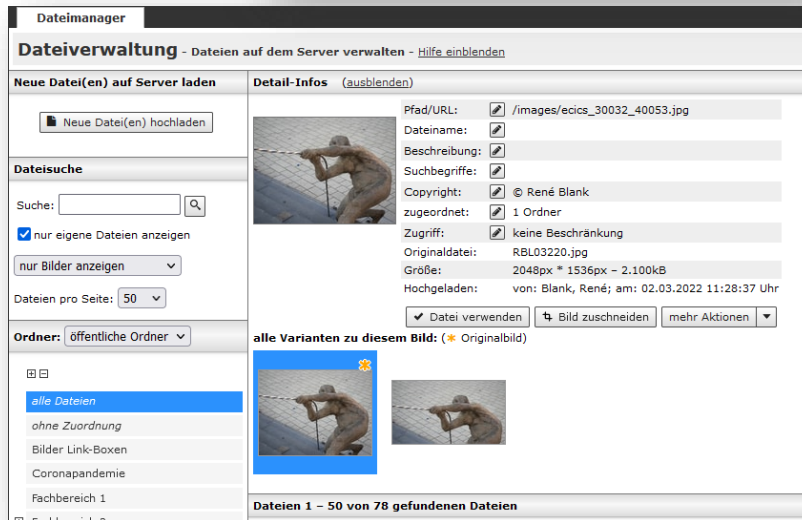 Dateimanager
Dateiverwaltung - Dateien auf dem Server verwalten - Hilfe einblenden
Neue Datei(en) auf Server laden
Neue Datei(en) hochladen
Dateisuche
Suche:
nur eigene Dateien anzeigen
nur Bilder anzeigen
Dateien pro Seite: 50
Ordner: öffentliche Ordner
alle Dateien
ohne Zuordnung
Bilder Link-Boxen
Coronapandemie
Fachbereich 1
Detail-Infos (ausblenden)
Pfad/URL: /images/ecics_30032_40053.jpg
Dateiname:
Beschreibung:
Suchbegriffe:
Copyright: © René Blank
zugeordnet: 1 Ordner
Zugriff: keine Beschränkung
Originaldatei: RBL03220.jpg
Größe: 2048px * 1536px – 2.100kB
Hochgeladen: von: Blank, René; am: 02.03.2022 11:28:37 Uhr
Datei verwenden Bild zuschneiden mehr Aktionen
alle Varianten zu diesem Bild: (* Originalbild)
Dateien 1 – 50 von 78 gefundenen Dateien